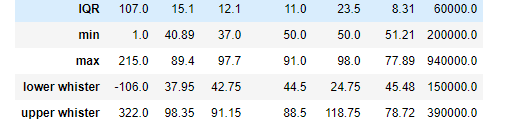 IQR 107.0 15.1 12.1 11.0 23.5 8.31 60000.0
min 1.0 40.89 37.0 50.0 50.0 51.21 200000.0
max 215.0 89.4 97.7 91.0 98.0 77.89 940000.0
lower whister -106.0 37.95 42.75 44.5 24.75 45.48 150000.0
upper whister 322.0 98.35 91.15 88.5 118.75 78.72 390000.0